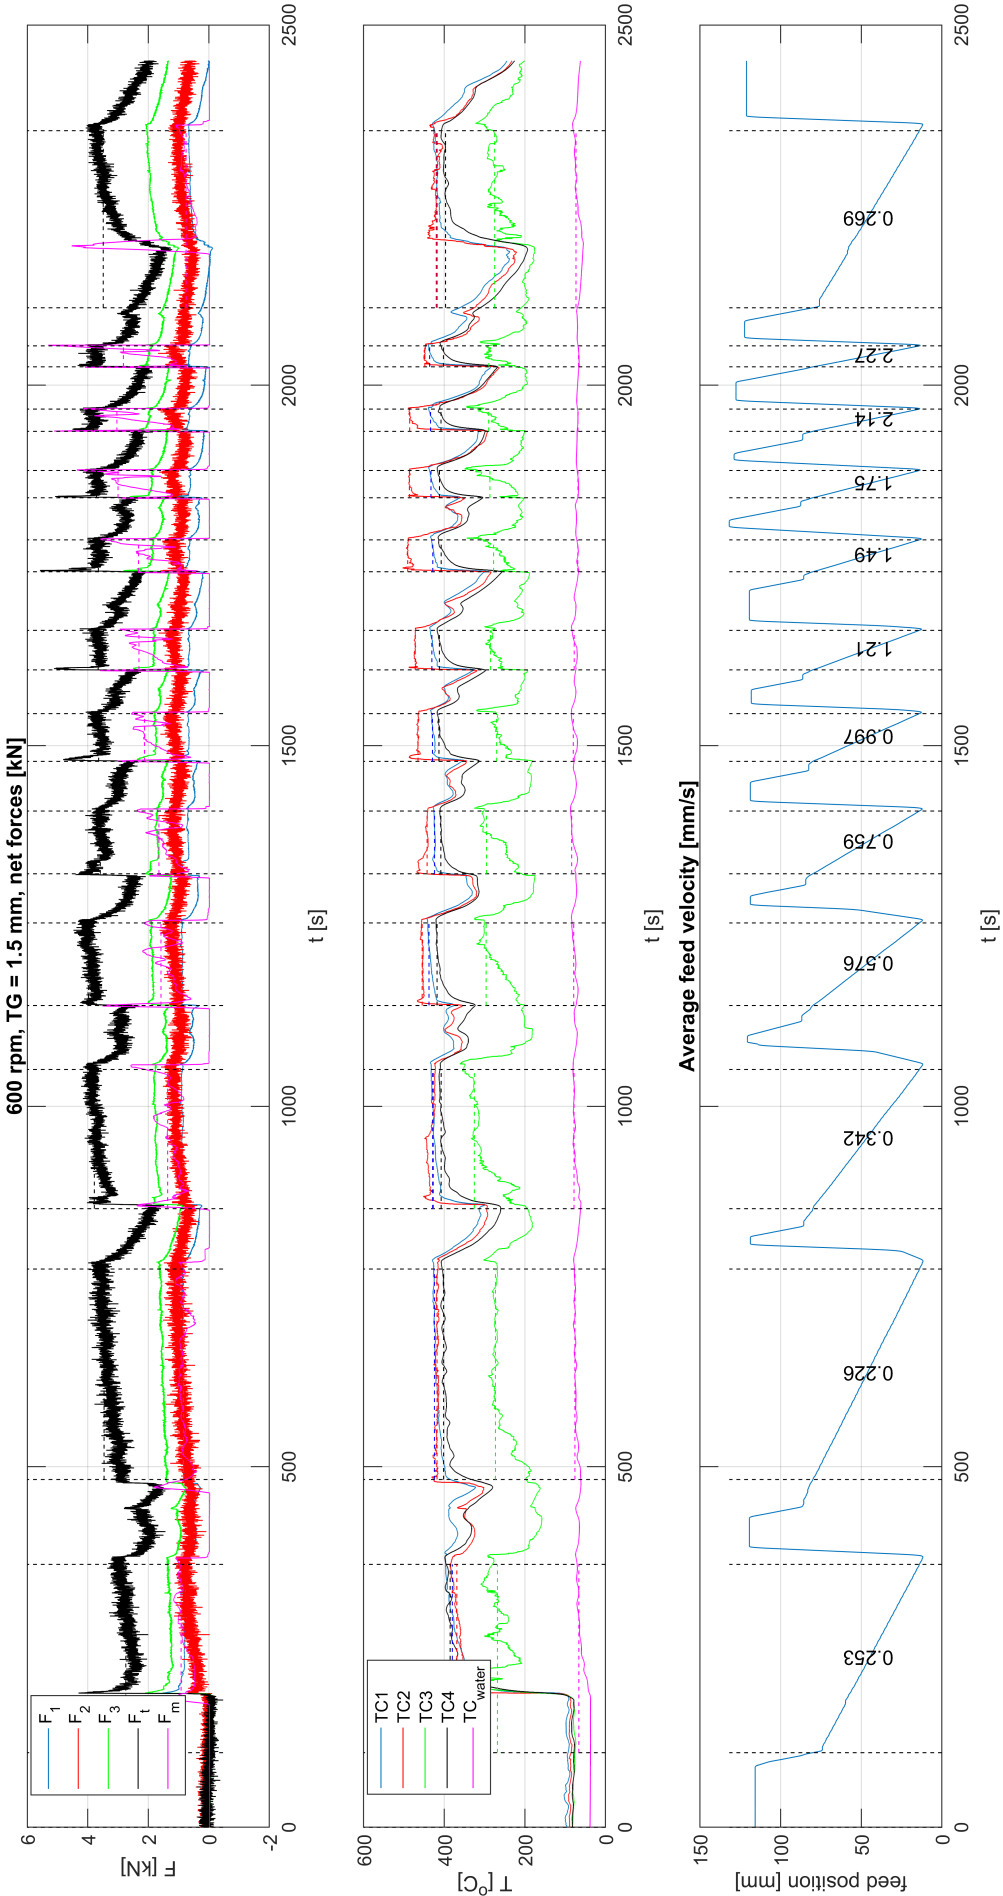 600 rpm, TG = 1.5 mm, net forces [kN]
F [kN]
6
4
2
0
-2
F1
F2
F3
Ft
Fm
0
500
1000
1500
2000
2500
t [s]
T [°C]
600
400
200
0
TC1
TC2
TC3
TC4
TCwater
0
500
1000
1500
2000
2500
t [s]
Average feed velocity [mm/s]
feed position [mm]
150
100
50
0
0.253
0.226
0.342
0.576
0.759
0.997
1.21
1.49
1.75
2.14
2.27
0.269
0
500
1000
1500
2000
2500
t [s]